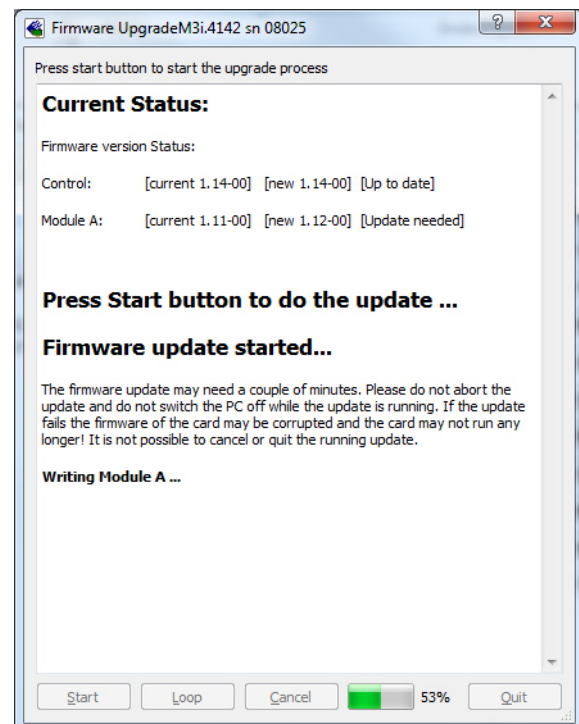 Firmware UpgradeM3i.4142 sn 08025
Press start button to start the upgrade process
Current Status:
Firmware version Status:
Control: [current 1.14-00] [new 1.14-00] [Up to date]
Module A: [current 1.11-00] [new 1.12-00] [Update needed]
Press Start button to do the update ...
Firmware update started...
The firmware update may need a couple of minutes. Please do not abort the
update and do not switch the PC off while the update is running. If the update
fails the firmware of the card may be corrupted and the card may not run any
longer! It is not possible to cancel or quit the running update.
Writing Module A ...
Start Loop Cancel 53% Quit